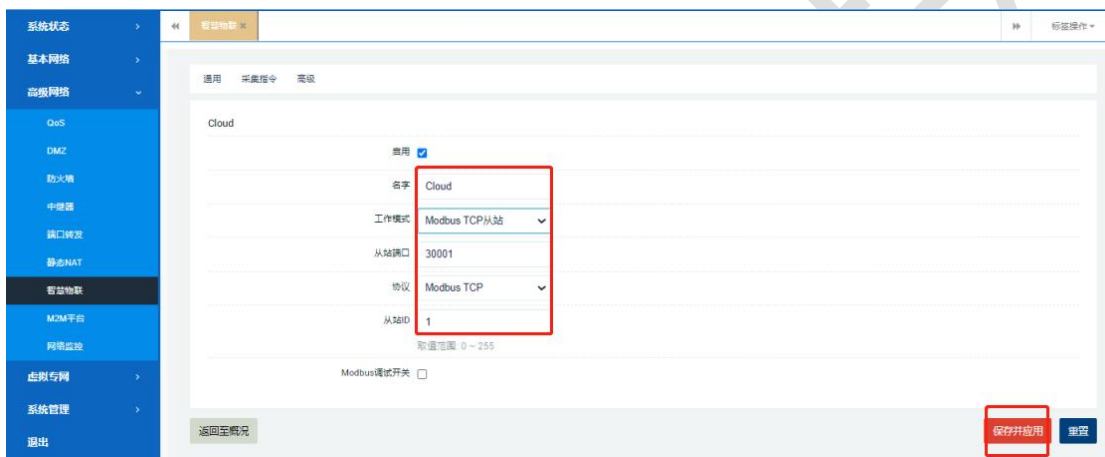 系统状态
智慧物联
标签操作
基本网络
通用 采集指令 高级
高级网络
QoS
Cloud
DMZ
启用
防火墙
名字 Cloud
中继器
工作模式 Modbus TCP从站
端口转发
从站端口 30001
静态NAT
协议 Modbus TCP
智慧物联
从站ID 1
M2M平台
取值范围: 0 ~ 255
网络监控
Modbus调试开关
虚拟专网
系统管理
返回至概况
保存并应用 重置
退出